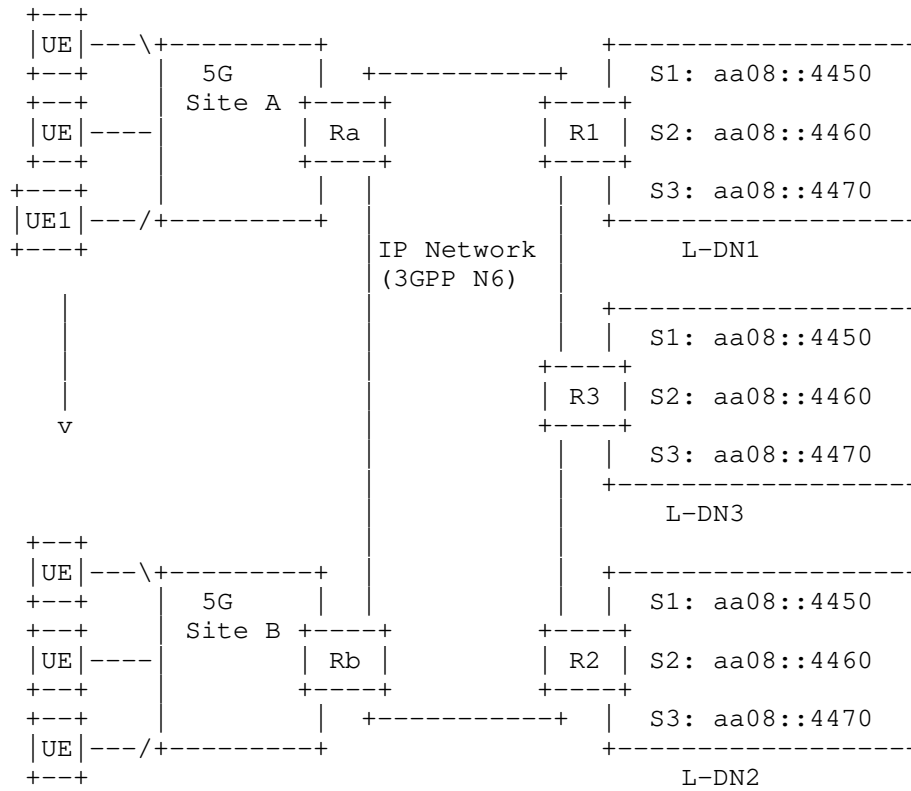 UE
5G
S1: aa08::4450
Site A
UE
Ra
R1
S2: aa08::4460
S3: aa08::4470
UE1
IP Network
L-DN1
(3GPP N6)
S1: aa08::4450
R3
S2: aa08::4460
v
S3: aa08::4470
L-DN3
UE
5G
S1: aa08::4450
Site B
UE
Rb
R2
S2: aa08::4460
S3: aa08::4470
UE
L-DN2